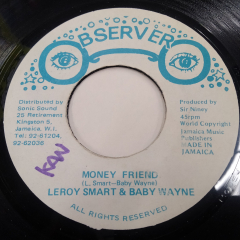 OBSERVER
Distributed by
Sonic Sound
25 Retirement
Kingston 5,
Jamaica, W.I.
Tel: 92-67204,
92-62036
Produced by
Sir Niney
45rpm
World Copyright
Jamaica Music
Publishers
MADE IN
JAMAICA
MONEY FRIEND
(L. Smart-Baby Wayne)
LEROY SMART & BABY WAYNE
ALL RIGHTS RESERVED